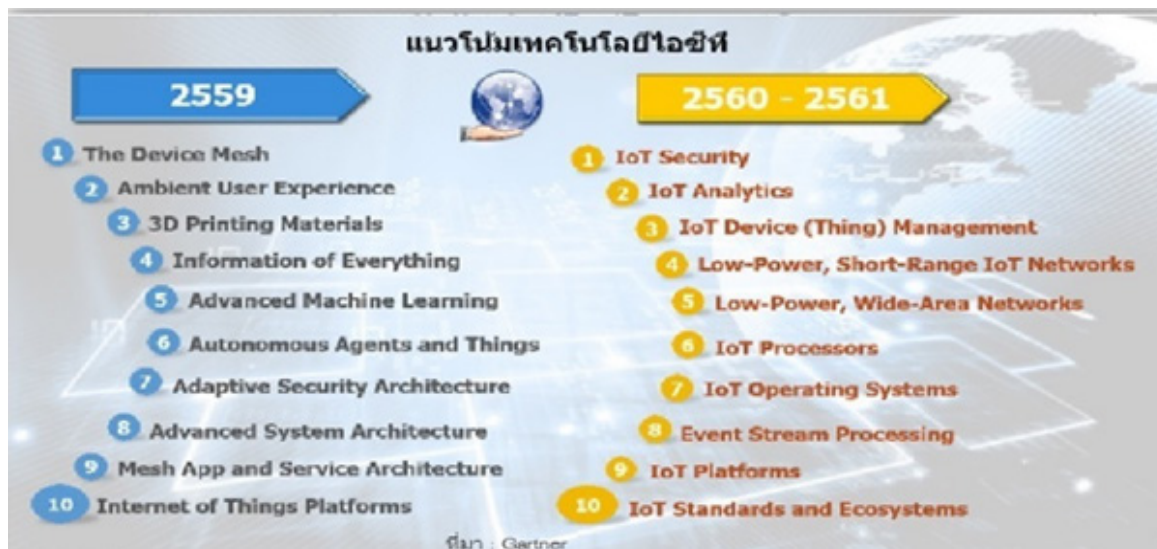 แนวโน้มเทคโนโลยีไอซีที
2559
1 The Device Mesh
2 Ambient User Experience
3 3D Printing Materials
4 Information of Everything
5 Advanced Machine Learning
6 Autonomous Agents and Things
7 Adaptive Security Architecture
8 Advanced System Architecture
9 Mesh App and Service Architecture
10 Internet of Things Platforms
2560 - 2561
1 IoT Security
2 IoT Analytics
3 IoT Device (Thing) Management
4 Low-Power, Short-Range IoT Networks
5 Low-Power, Wide-Area Networks
6 IoT Processors
7 IoT Operating Systems
8 Event Stream Processing
9 IoT Platforms
10 IoT Standards and Ecosystems
ที่มา : Gartner